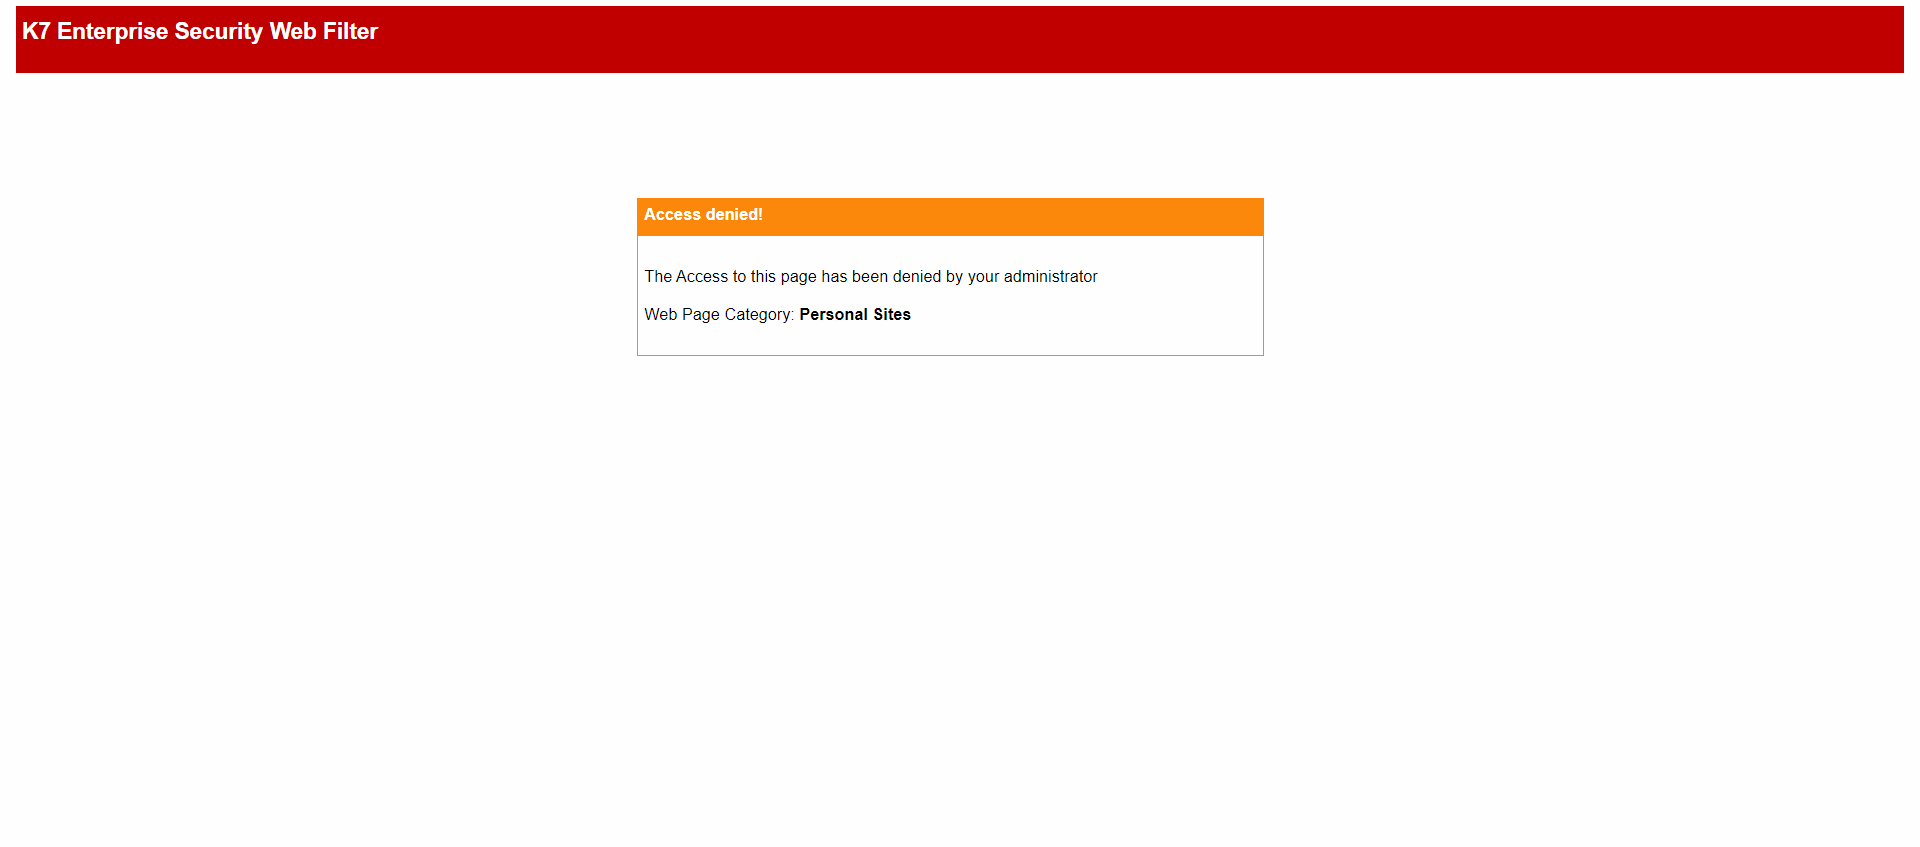 K7 Enterprise Security Web Filter
Access denied!
The Access to this page has been denied by your administrator
Web Page Category: Personal Sites